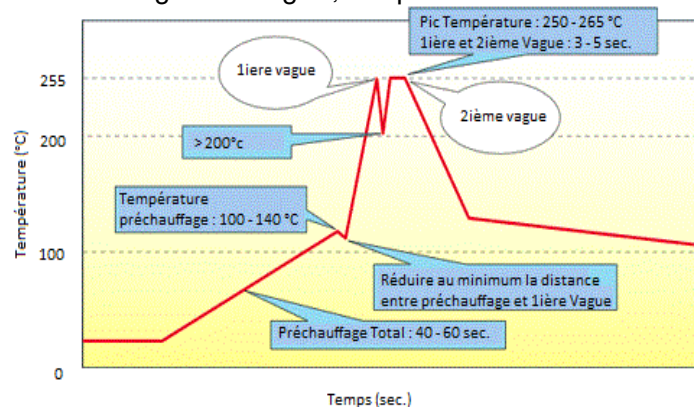 Pic Température : 250 - 265 °C
1ière et 2ième Vague : 3 - 5 sec.
255
1iere vague
2ième vague
200
> 200°c
Température (°C)
Température
préchauffage : 100 - 140 °C
100
Réduire au minimum la distance
entre préchauffage et 1ière Vague
Préchauffage Total : 40 - 60 sec.
0
Temps (sec.)